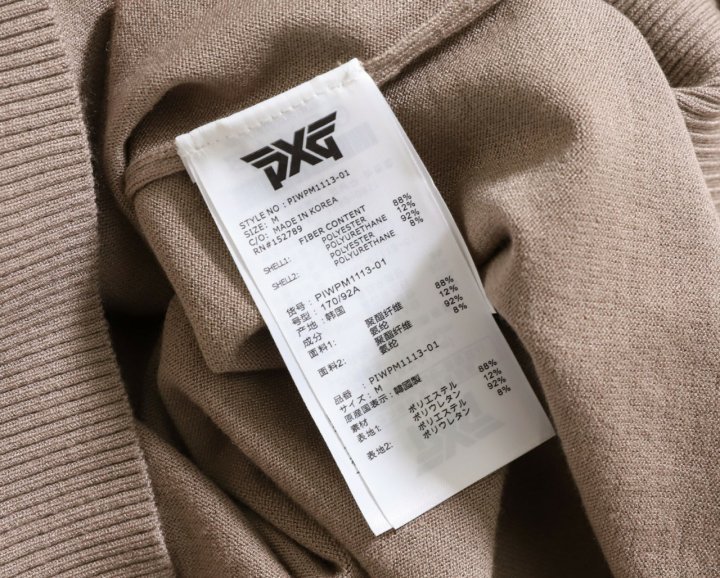 PXG
STYLE NO : PIWPM1113-01
SIZE: M
C/O: MADE IN KOREA
RN#152789
FIBER CONTENT
SHELL1: POLYESTER 88%
POLYURETHANE 12%
SHELL2: POLYESTER 92%
POLYURETHANE 8%
货号 : PIWPM1113-01
号型 : 170/92A
产地 : 韩国
成分
面料1: 聚酯纤维 88%
氨纶 12%
面料2: 聚酯纤维 92%
氨纶 8%
品番 : PIWPM1113-01
サイズ : M
原産国表示 : 韓国製
素材
表地1: ポリエステル 88%
ポリウレタン 12%
表地2: ポリエステル 92%
ポリウレタン 8%